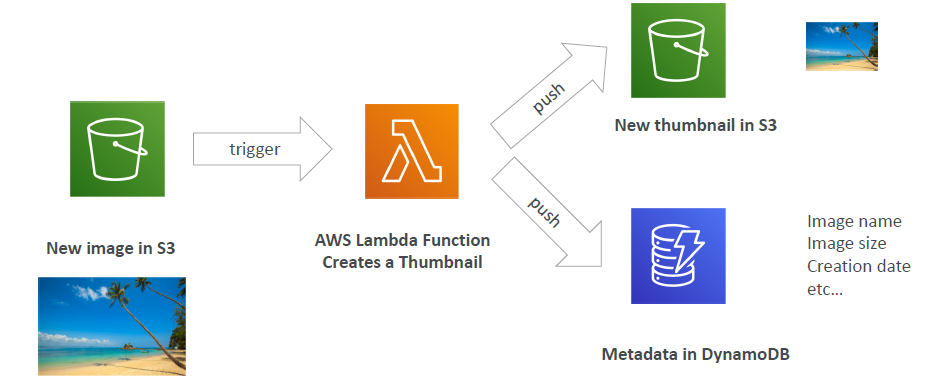 New image in S3
trigger
AWS Lambda Function
Creates a Thumbnail
push
New thumbnail in S3
push
Image name
Image size
Creation date
etc...
Metadata in DynamoDB